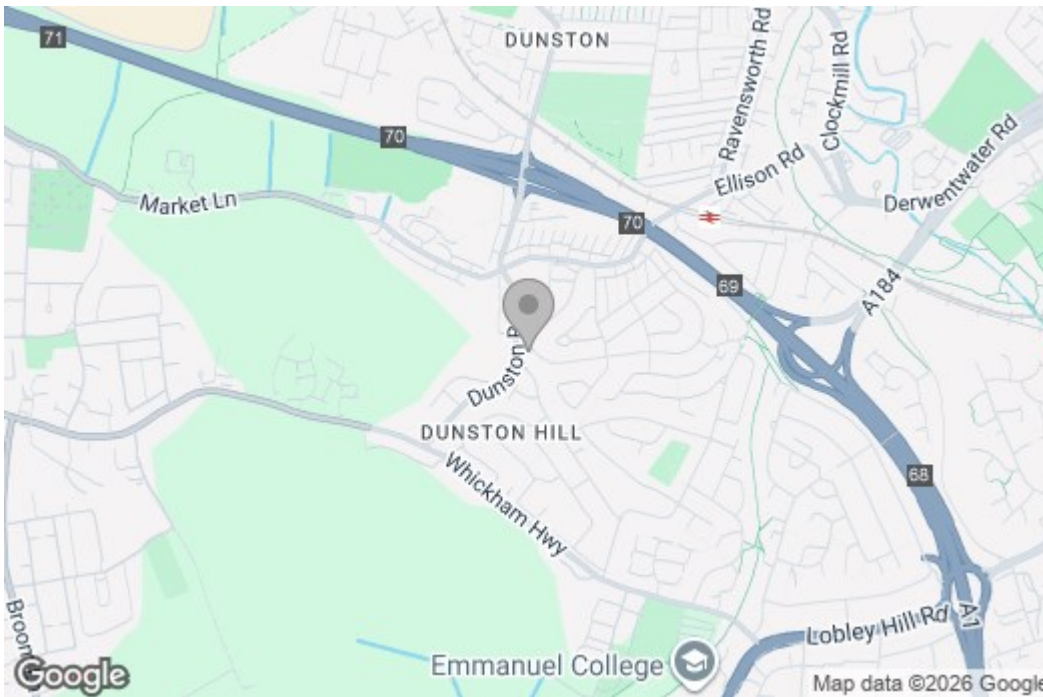 71
DUNSTON
Ravensworth Rd
Clockmill Rd
70
Ellison Rd
Derwentwater Rd
Market Ln
70
69
A184
Dunston
DUNSTON HILL
Whickham Hwy
68
A1
Lobley Hill Rd
Emmanuel College
Google
Map data ©2026 Google